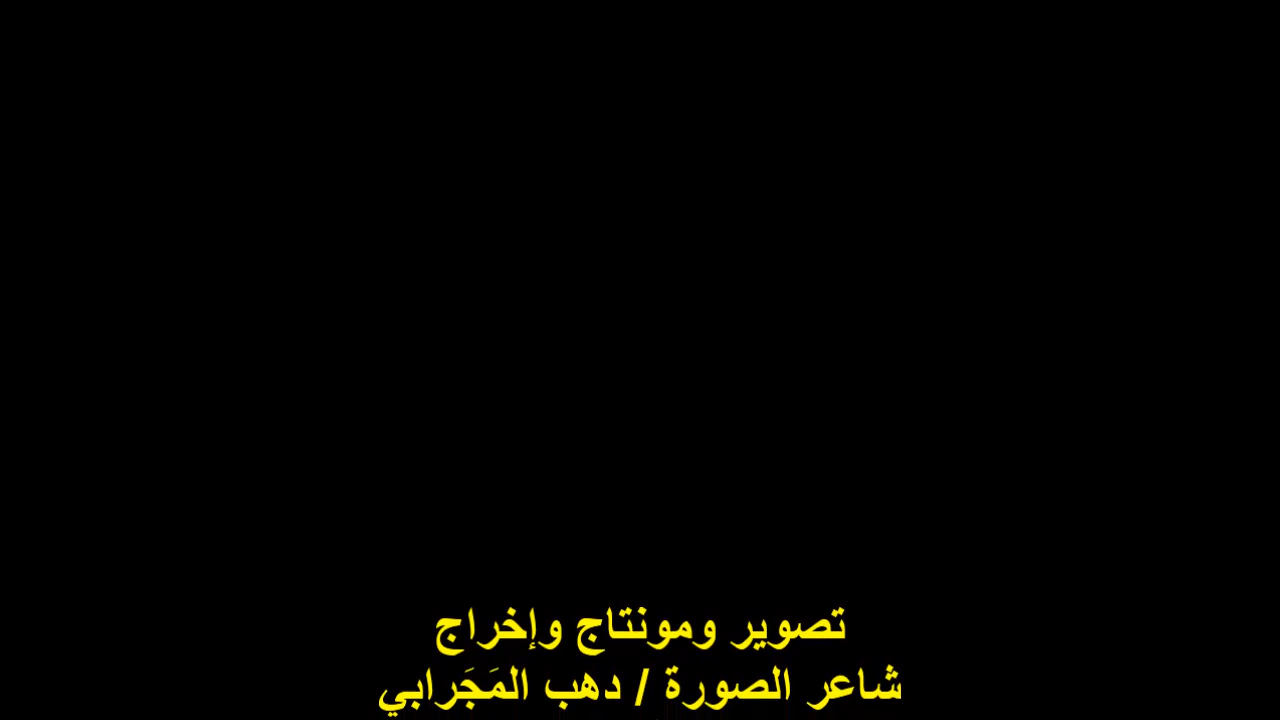 تصوير ومونتاج وإخراج
شاعر الصورة / دهب المَجَرابي